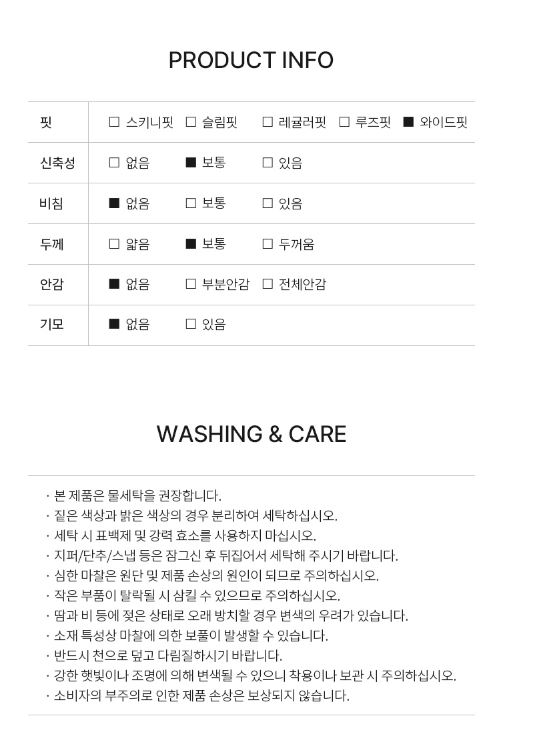 PRODUCT INFO
핏 □ 스키니핏 □ 슬림핏 □ 레귤러핏 □ 루즈핏 ■ 와이드핏
신축성 □ 없음 ■ 보통 □ 있음
비침 ■ 없음 □ 보통 □ 있음
두께 □ 얇음 ■ 보통 □ 두꺼움
안감 ■ 없음 □ 부분안감 □ 전체안감
기모 ■ 없음 □ 있음
WASHING & CARE
· 본 제품은 물세탁을 권장합니다.
· 짙은 색상과 밝은 색상의 경우 분리하여 세탁하십시오.
· 세탁 시 표백제 및 강력 효소를 사용하지 마십시오.
· 지퍼/단추/스냅 등은 잠그신 후 뒤집어서 세탁해 주시기 바랍니다.
· 심한 마찰은 원단 및 제품 손상의 원인이 되므로 주의하십시오.
· 작은 부품이 탈락될 시 삼킬 수 있으므로 주의하십시오.
· 땀과 비 등에 젖은 상태로 오래 방치할 경우 변색의 우려가 있습니다.
· 소재 특성상 마찰에 의한 보풀이 발생할 수 있습니다.
· 반드시 천으로 덮고 다림질하시기 바랍니다.
· 강한 햇빛이나 조명에 의해 변색될 수 있으니 착용이나 보관 시 주의하십시오.
· 소비자의 부주의로 인한 제품 손상은 보상되지 않습니다.